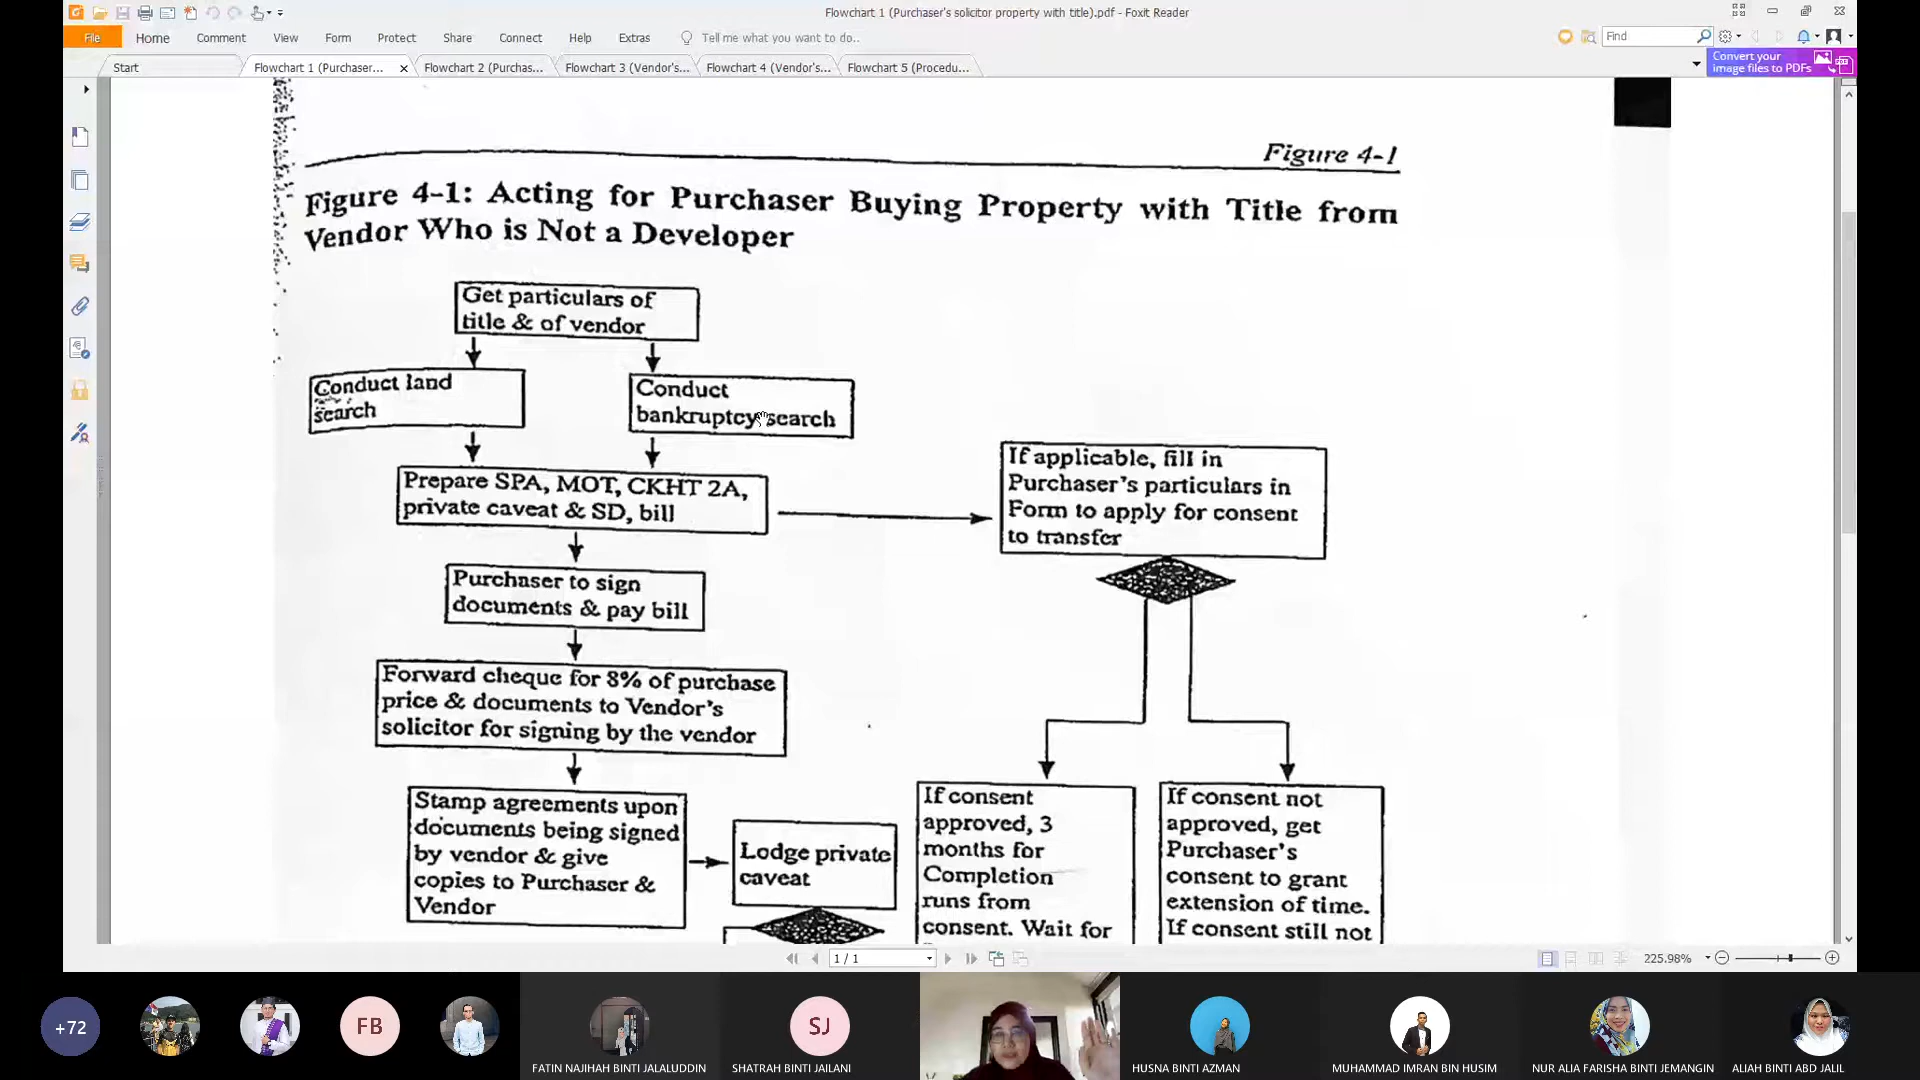 Flowchart 1 (Purchaser's solicitor property with title).pdf - Foxit Reader
File Home Comment View Form Protect Share Connect Help Extras Tell me what you want to do.. Find
Start Flowchart 1 (Purchaser... Flowchart 2 (Purchas... Flowchart 3 (Vendor's... Flowchart 4 (Vendor's... Flowchart 5 (Procedu...
Convert your
image files to PDFs
Figure 4-1
Figure 4-1: Acting for Purchaser Buying Property with Title from
Vendor Who is Not a Developer
Get particulars of
title & of vendor
Conduct land
search
Conduct
bankruptcy search
Prepare SPA, MOT, CKHT 2A,
private caveat & SD, bill
If applicable, fill in
Purchaser's particulars in
Form to apply for consent
to transfer
Purchaser to sign
documents & pay bill
Forward cheque for 8% of purchase
price & documents to Vendor's
solicitor for signing by the vendor
Stamp agreements upon
documents being signed
by vendor & give
copies to Purchaser &
Vendor
Lodge private
caveat
If consent
approved, 3
months for
Completion
runs from
consent. Wait for
If consent not
approved, get
Purchaser's
consent to grant
extension of time.
If consent still not
1 / 1
225.98%
+72
FB
SJ
FATIN NAJIHAH BINTI JALALUDDIN
SHATRAH BINTI JAILANI
HUSNA BINTI AZMAN
MUHAMMAD IMRAN BIN HUSIM
NUR ALIA FARISHA BINTI JEMANGIN
ALIAH BINTI ABD JALIL